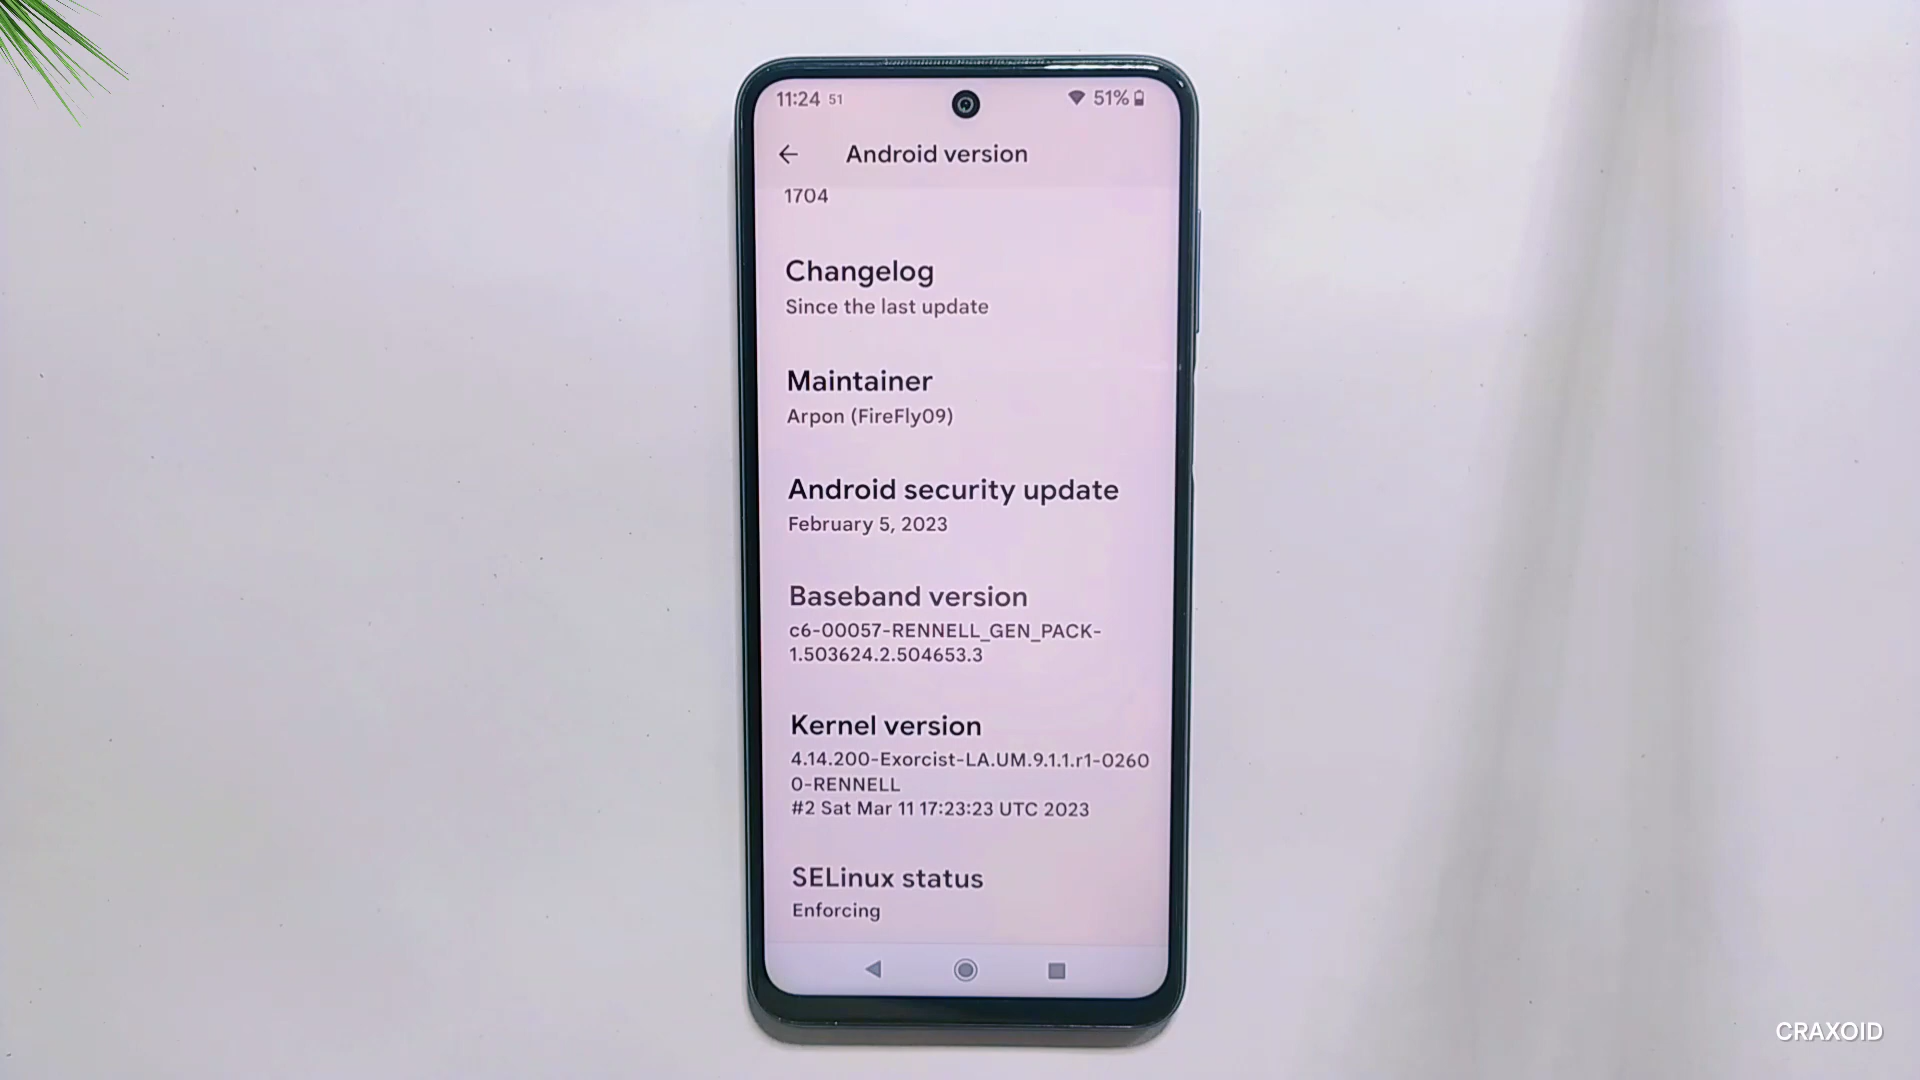 11:24 51 51%
Android version
1704
Changelog
Since the last update
Maintainer
Arpon (FireFly09)
Android security update
February 5, 2023
Baseband version
c6-00057-RENNELL_GEN_PACK-
1.503624.2.504653.3
Kernel version
4.14.200-Exorcist-LA.UM.9.1.1.r1-0260
0-RENNELL
#2 Sat Mar 11 17:23:23 UTC 2023
SELinux status
Enforcing
CRAXOID